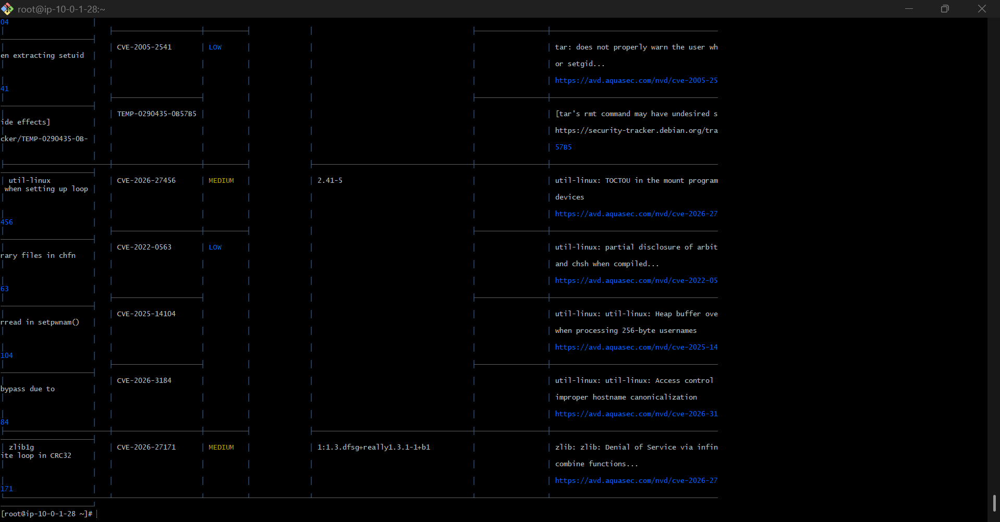 root@ip-10-0-1-28:~
04
CVE-2005-2541 LOW tar: does not properly warn the user wh
en extracting setuid
or setgid...
https://avd.aquasec.com/nvd/cve-2005-25
41
TEMP-0290435-0B57B5 [tar's rmt command may have undesired s
ide effects]
https://security-tracker.debian.org/tra
cker/TEMP-0290435-0B-
57B5
util-linux CVE-2026-27456 MEDIUM 2.41-5 util-linux: TOCTOU in the mount program
when setting up loop
devices
https://avd.aquasec.com/nvd/cve-2026-27
456
CVE-2022-0563 LOW util-linux: partial disclosure of arbit
rary files in chfn
and chsh when compiled...
https://avd.aquasec.com/nvd/cve-2022-05
63
CVE-2025-14104 util-linux: util-linux: Heap buffer ove
rread in setpwnam()
when processing 256-byte usernames
https://avd.aquasec.com/nvd/cve-2025-14
104
CVE-2026-3184 util-linux: util-linux: Access control
bypass due to
improper hostname canonicalization
https://avd.aquasec.com/nvd/cve-2026-31
84
zlib1g CVE-2026-27171 MEDIUM 1:1.3.dfsg+really1.3.1-1+b1 zlib: zlib: Denial of Service via infin
ite loop in CRC32
combine functions...
https://avd.aquasec.com/nvd/cve-2026-27
171
[root@ip-10-0-1-28 ~]#